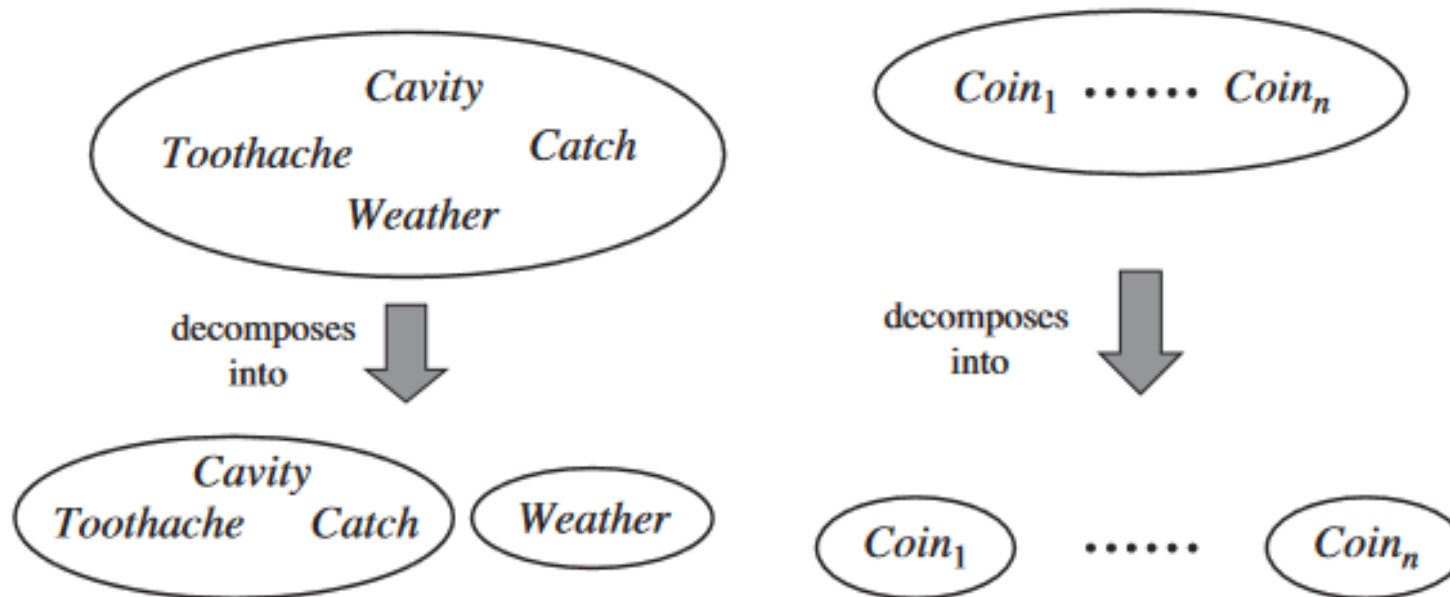 Cavity
Toothache Catch
Weather
decomposes
into
Cavity
Toothache Catch
Weather
Coin₁ ...... Coinₙ
decomposes
into
Coin₁ ...... Coinₙ